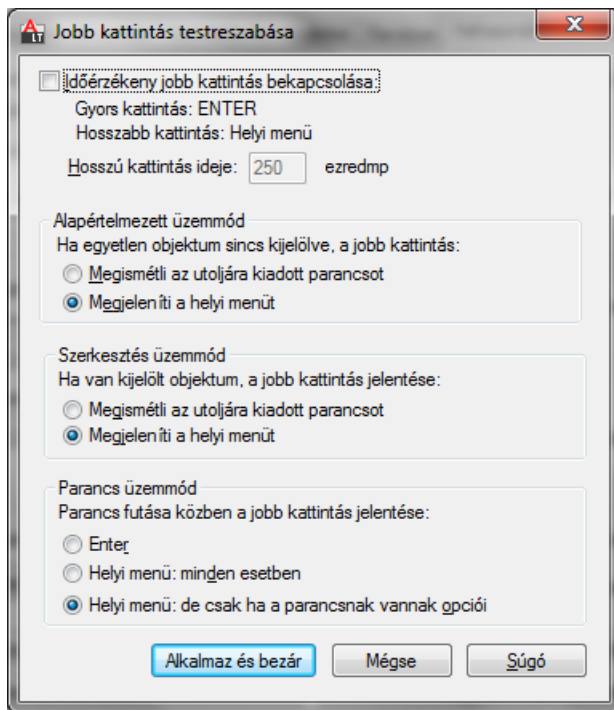 A LT Jobb kattintás testreszabása
Időérzékeny jobb kattintás bekapcsolása:
Gyors kattintás: ENTER
Hosszabb kattintás: Helyi menü
Hosszú kattintás ideje: 250 ezredmp
Alapértelmezett üzemmód
Ha egyetlen objektum sincs kijelölve, a jobb kattintás:
Megismétli az utoljára kiadott parancsot
Megjeleníti a helyi menüt
Szerkesztés üzemmód
Ha van kijelölt objektum, a jobb kattintás jelentése:
Megismétli az utoljára kiadott parancsot
Megjeleníti a helyi menüt
Parancs üzemmód
Parancs futása közben a jobb kattintás jelentése:
Enter
Helyi menü: minden esetben
Helyi menü: de csak ha a parancsnak vannak opciói
Alkalmaz és bezár Mégse Súgó